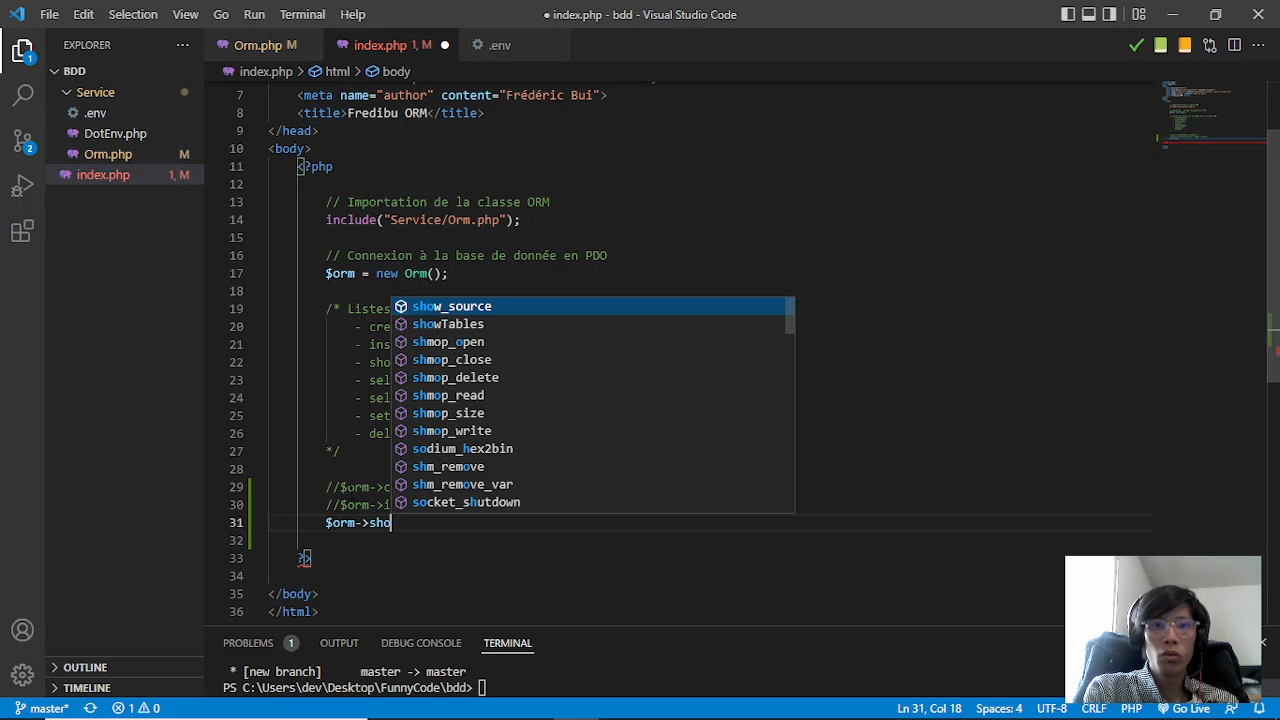 File Edit Selection View Go Run Terminal Help
● index.php - bdd - Visual Studio Code
EXPLORER
BDD
Service
.env
DotEnv.php
Orm.php M
index.php 1, M
OUTLINE
TIMELINE
1
2
Orm.php M
index.php 1, M ●
.env
index.php > html > body
7 <meta name="author" content="Frédéric Bui">
8 <title>Fredibu ORM</title>
9 </head>
10 <body>
11 <?php
12
13 // Importation de la classe ORM
14 include("Service/Orm.php");
15
16 // Connexion à la base de donnée en PDO
17 $orm = new Orm();
18
19 /* Listes
20 - cre
21 - ins
22 - sho
23 - sel
24 - sel
25 - set
26 - del
27 */
28
29 //$orm->c
30 //$orm->i
31 $orm->sho
32
33 ?>
34
35 </body>
36 </html>
show_source
showTables
shmop_open
shmop_close
shmop_delete
shmop_read
shmop_size
shmop_write
sodium_hex2bin
shm_remove
shm_remove_var
socket_shutdown
PROBLEMS 1 OUTPUT DEBUG CONSOLE TERMINAL
* [new branch] master -> master
PS C:\Users\dev\Desktop\FunnyCode\bdd>
master* 1 0
Ln 31, Col 18 Spaces: 4 UTF-8 CRLF PHP Go Live